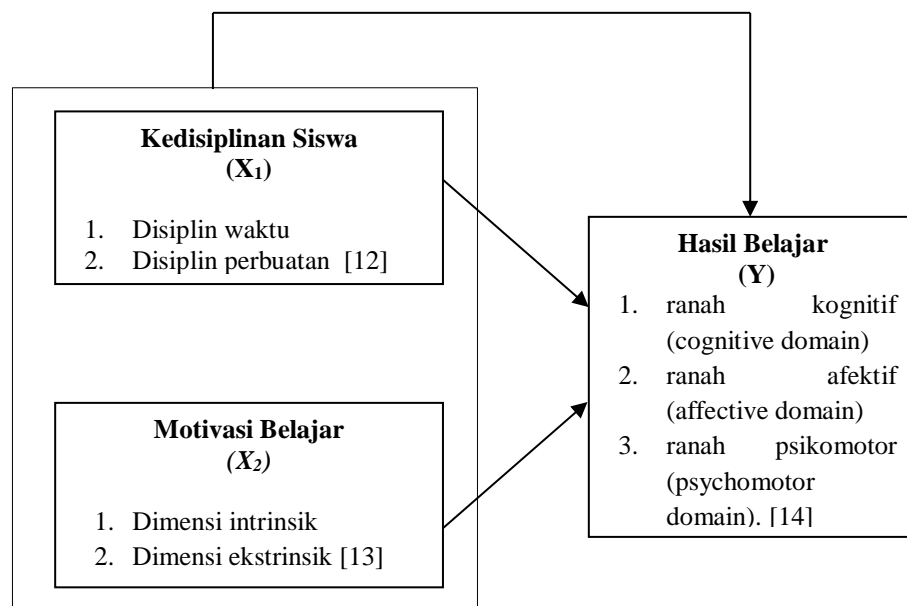 Kedisiplinan Siswa
(X₁)
1. Disiplin waktu
2. Disiplin perbuatan [12]
Motivasi Belajar
(X₂)
1. Dimensi intrinsik
2. Dimensi ekstrinsik [13]
Hasil Belajar
(Y)
1. ranah kognitif
(cognitive domain)
2. ranah afektif
(affective domain)
3. ranah psikomotor
(psychomotor
domain). [14]